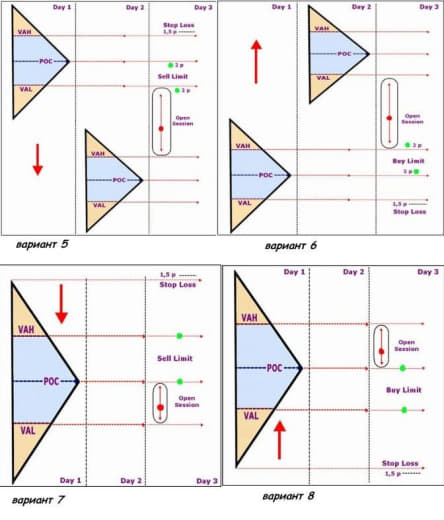 Day 1 Day 2 Day 3
Stop Loss
1,5 p -------
VAH
POC
2 p
Sell Limit
VAL
2 p
Open
Session
VAH
POC
VAL
вариант 5
Day 1 Day 2 Day 3
VAH
POC
VAL
Open
Session
VAH
2 p
Buy Limit
POC
2 p
VAL
1,5 p -------
Stop Loss
вариант 6
1,5 p -------
Stop Loss
VAH
Sell Limit
POC
Open
Session
VAL
Day 1 Day 2 Day 3
вариант 7
Day 1 Day 2 Day 3
VAH
Open
Session
POC
Buy Limit
VAL
Stop Loss
1,5 p -------
вариант 8